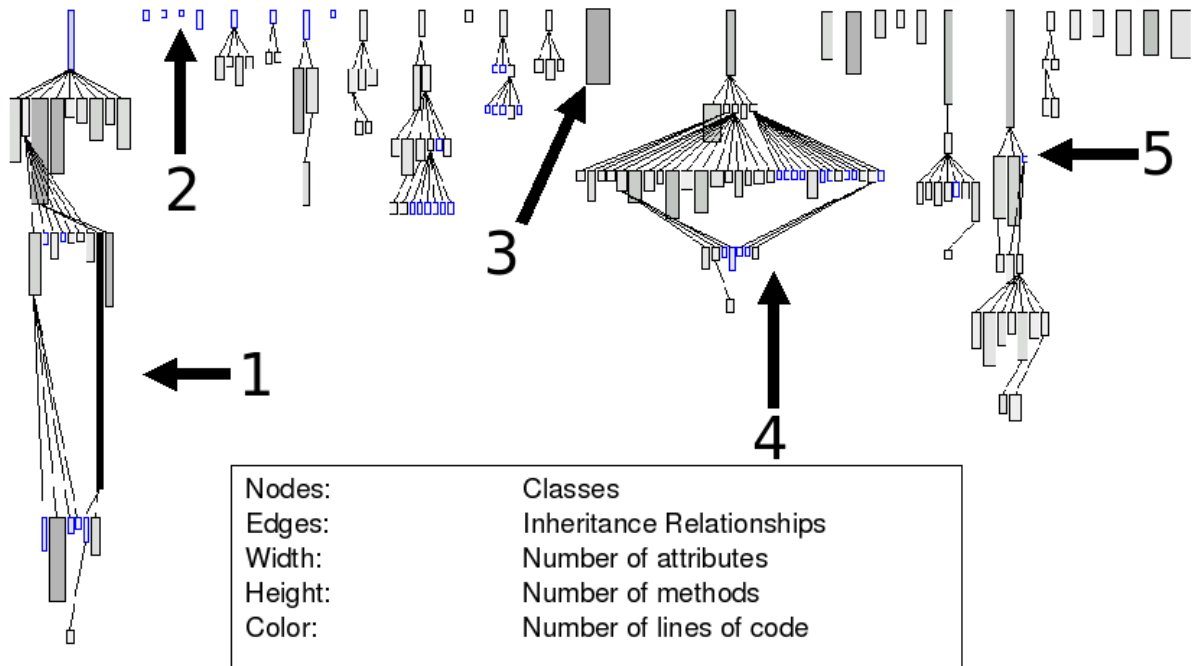 2
5
3
1
4
Nodes: Classes
Edges: Inheritance Relationships
Width: Number of attributes
Height: Number of methods
Color: Number of lines of code